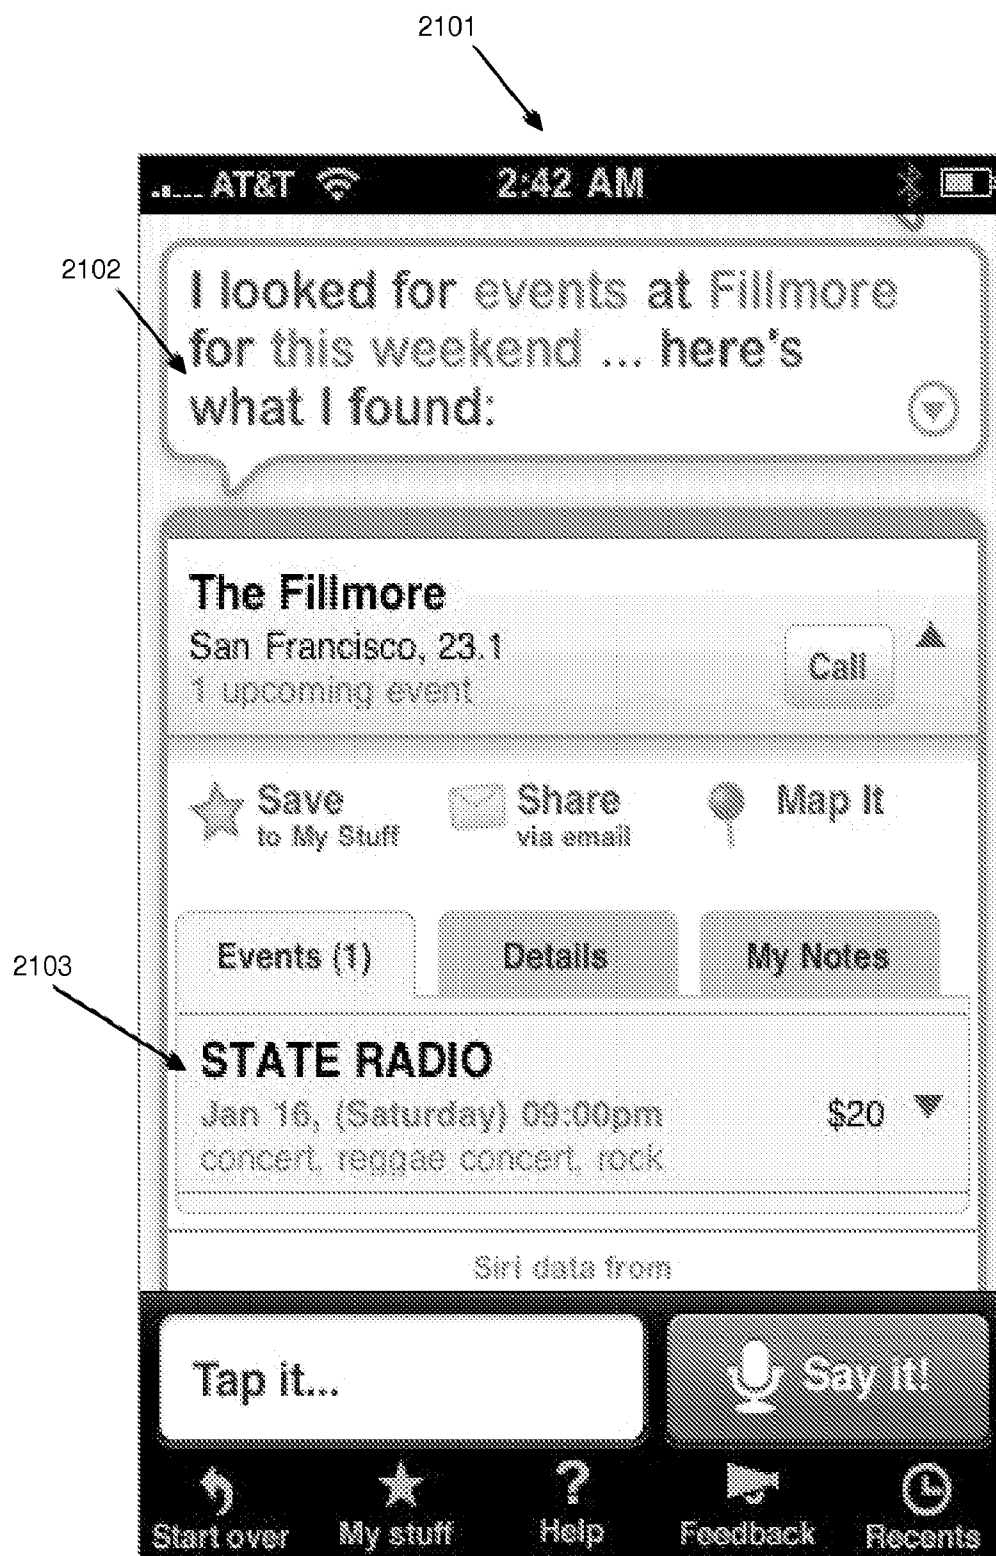 2101
AT&T 2:42 AM
2102
I looked for events at Fillmore
for this weekend ... here's
what I found:
The Fillmore
San Francisco, 23.1
1 upcoming event
Call
Save
to My Stuff
Share
via email
Map It
Events (1) Details My Notes
2103
STATE RADIO
Jan 16, (Saturday) 09:00pm
$20
concert, reggae concert, rock
Siri data from
Tap it... Say it!
Start over My stuff Help Feedback Recents